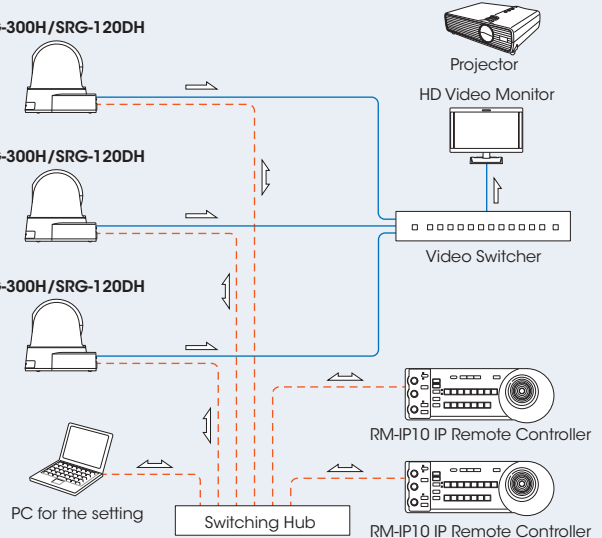 -300H/SRG-120DH
Projector
HD Video Monitor
-300H/SRG-120DH
Video Switcher
-300H/SRG-120DH
RM-IP10 IP Remote Controller
PC for the setting
Switching Hub
RM-IP10 IP Remote Controller